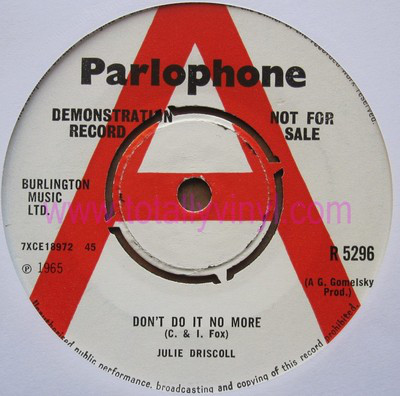 Parlophone
DEMONSTRATION RECORD
NOT FOR SALE
BURLINGTON
MUSIC
LTD.
www.totallyvinyl.com
7XCE18972 45
℗ 1965
R 5296
(A G. Gomelsky
Prod.)
DON'T DO IT NO MORE
(C. & I. Fox)
JULIE DRISCOLL
public performance, broadcasting and copying of this record prohibited.